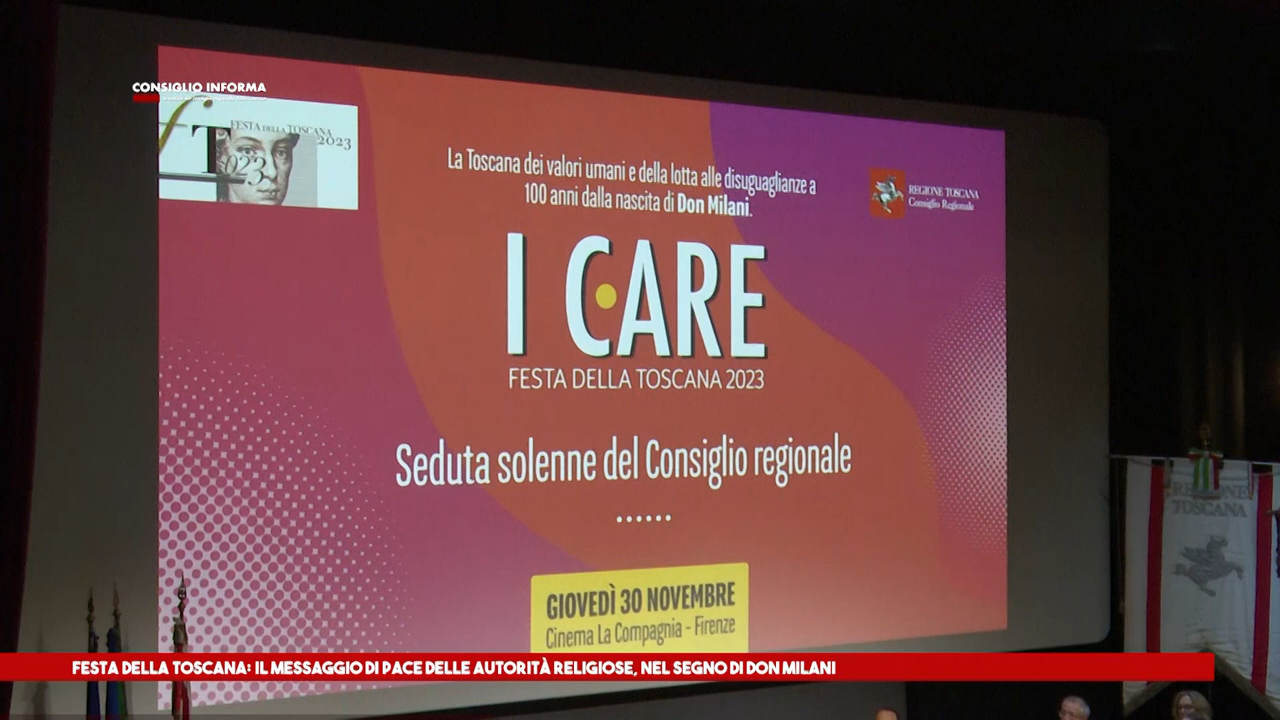 CONSIGLIO INFORMA
FESTA DELLA TOSCANA
2023
T
2023
La Toscana dei valori umani e della lotta alle disuguaglianze a
100 anni dalla nascita di Don Milani.
REGIONE TOSCANA
Consiglio Regionale
I CARE
FESTA DELLA TOSCANA 2023
Seduta solenne del Consiglio regionale
......
GIOVEDÌ 30 NOVEMBRE
Cinema La Compagnia - Firenze
REGIONE
TOSCANA
FESTA DELLA TOSCANA: IL MESSAGGIO DI PACE DELLE AUTORITÀ RELIGIOSE, NEL SEGNO DI DON MILANI